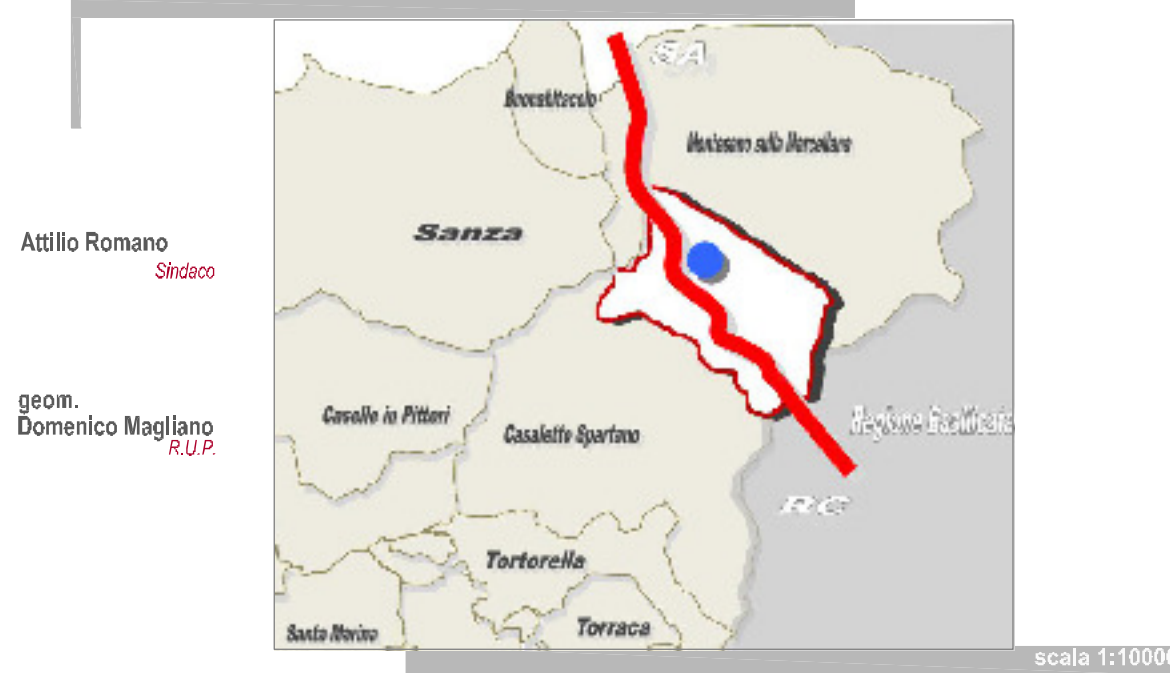 SA
Buonabitacolo
Montesano sulla Marcellana
Sanza
Attilio Romano
Sindaco
geom.
Domenico Magliano
R.U.P.
Caselle in Pittari
Casaletto Spartano
Regione Basilicata
RC
Tortorella
Santa Marina
Torraca
scala 1:10000